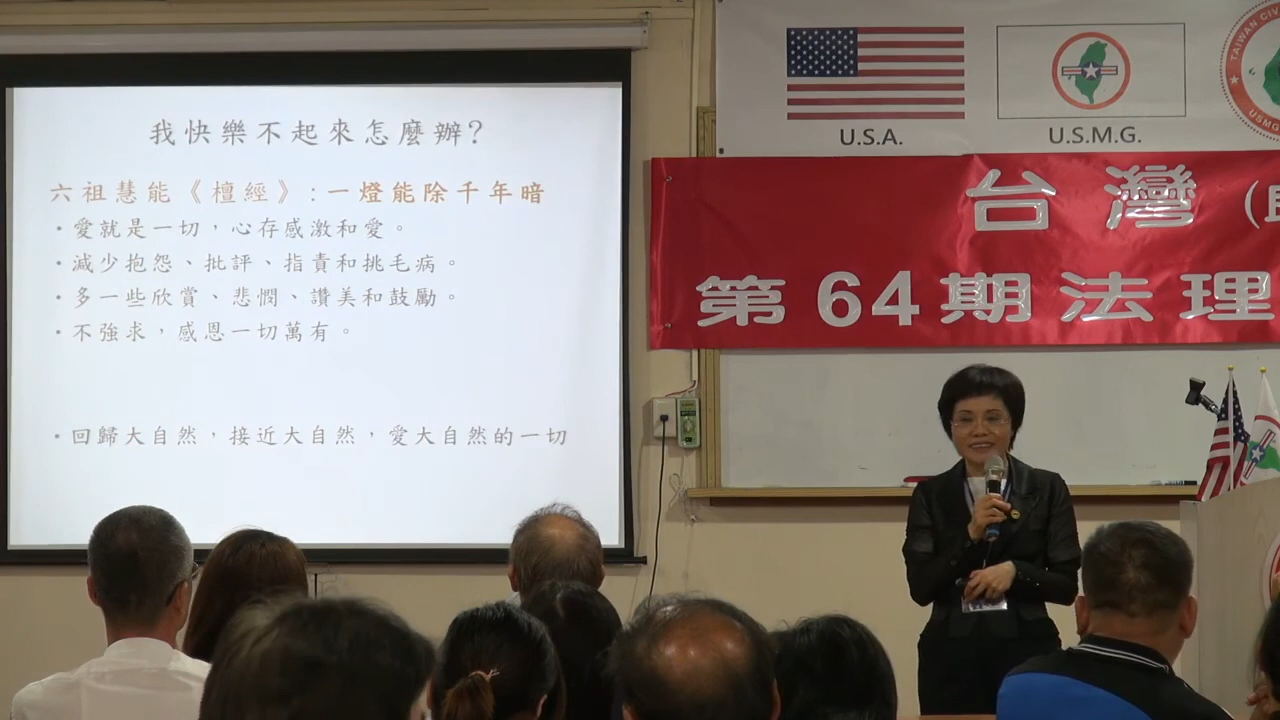 我快樂不起來怎麼辦?
六祖慧能《檀經》:一燈能除千年暗
・愛就是一切，心存感激和愛。
・減少抱怨、批評、指責和挑毛病。
・多一些欣賞、悲憫、讚美和鼓勵。
・不強求，感恩一切萬有。
・回歸大自然，接近大自然，愛大自然的一切
U.S.A.
U.S.M.G.
TAIWAN CIV
USMG
台灣(
第64期法理